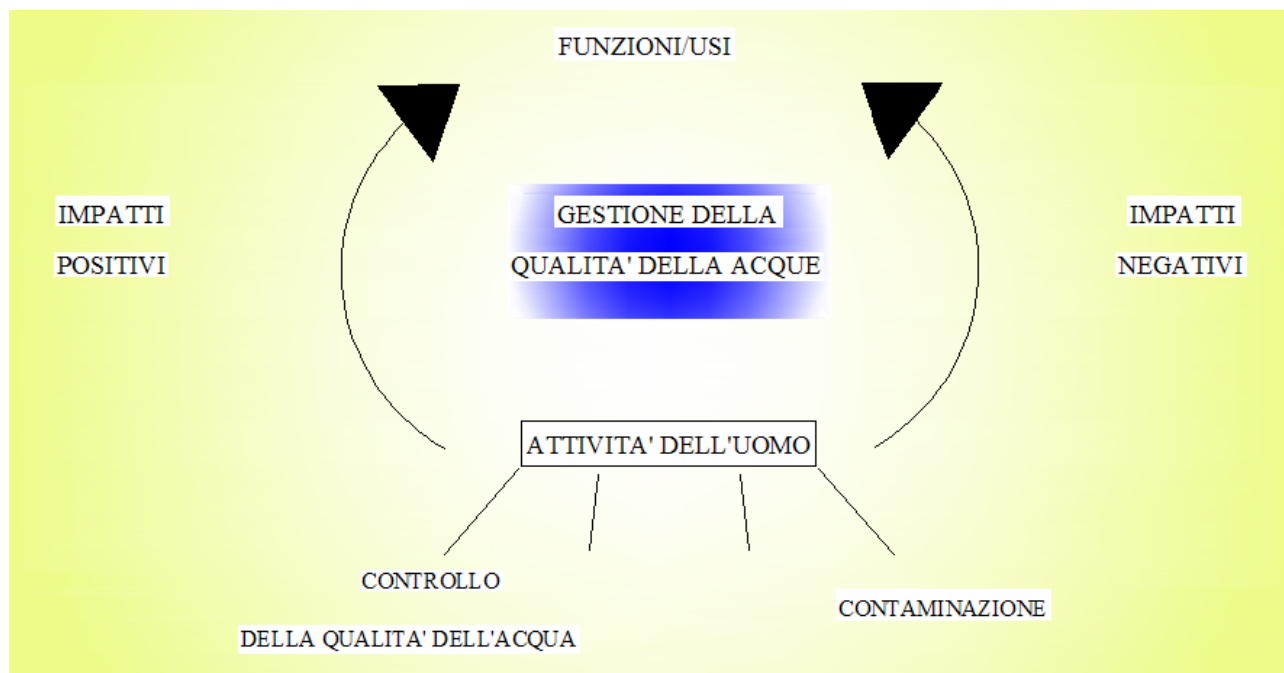 FUNZIONI/USI
IMPATTI
POSITIVI
GESTIONE DELLA
QUALITA' DELLA ACQUE
IMPATTI
NEGATIVI
ATTIVITA' DELL'UOMO
CONTROLLO
DELLA QUALITA' DELL'ACQUA
CONTAMINAZIONE